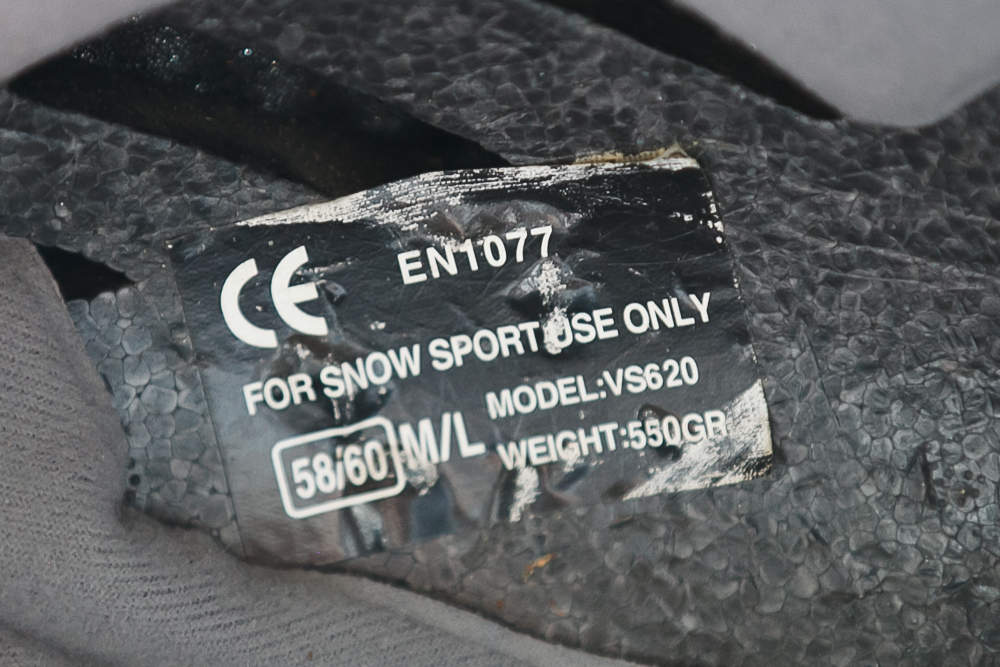 CE EN1077
FOR SNOW SPORT USE ONLY
58/60 M/L MODEL:VS620
WEIGHT:550GR